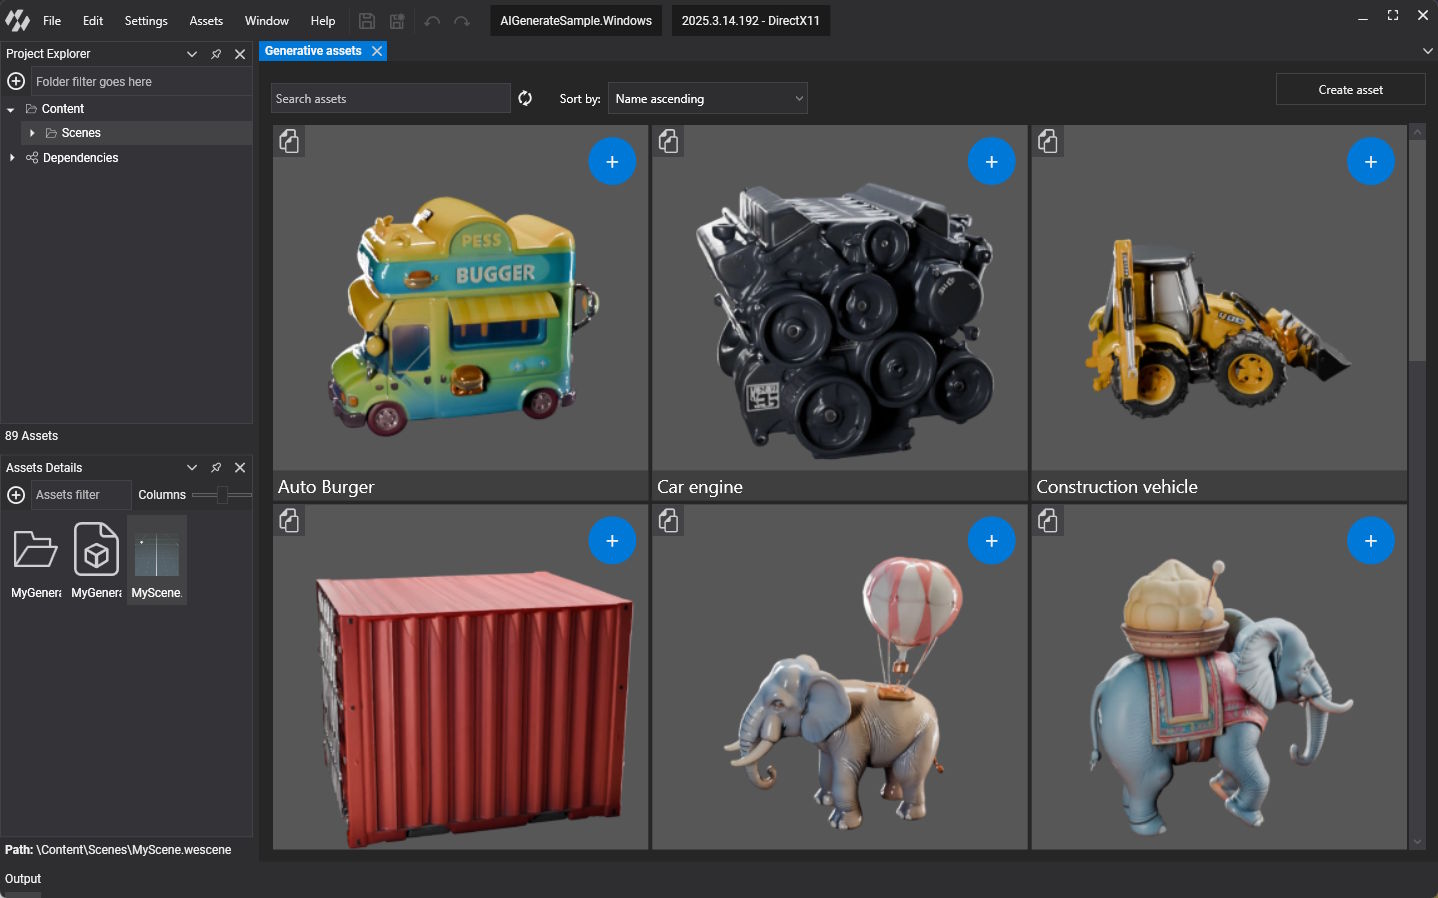 File Edit Settings Assets Window Help AIGenerateSample.Windows 2025.3.14.192 - DirectX11
Project Explorer
Generative assets
Folder filter goes here
Content
Scenes
Dependencies
89 Assets
Assets Details
Assets filter Columns
MyGenera MyGenera MyScene.
Path: \Content\Scenes\MyScene.wescene
Output
Search assets Sort by: Name ascending Create asset
PESS
BUGGER
Auto Burger
Car engine
Construction vehicle